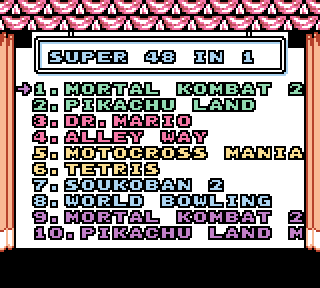 SUPER 48 IN 1
1. MORTAL KOMBAT 2
2. PIKACHU LAND
3. DR. MARIO
4. ALLEY WAY
5. MOTOCROSS MANIA
6. TETRIS
7. SOUKOBAN 2
8. WORLD BOWLING
9. MORTAL KOMBAT 2
10. PIKACHU LAND M